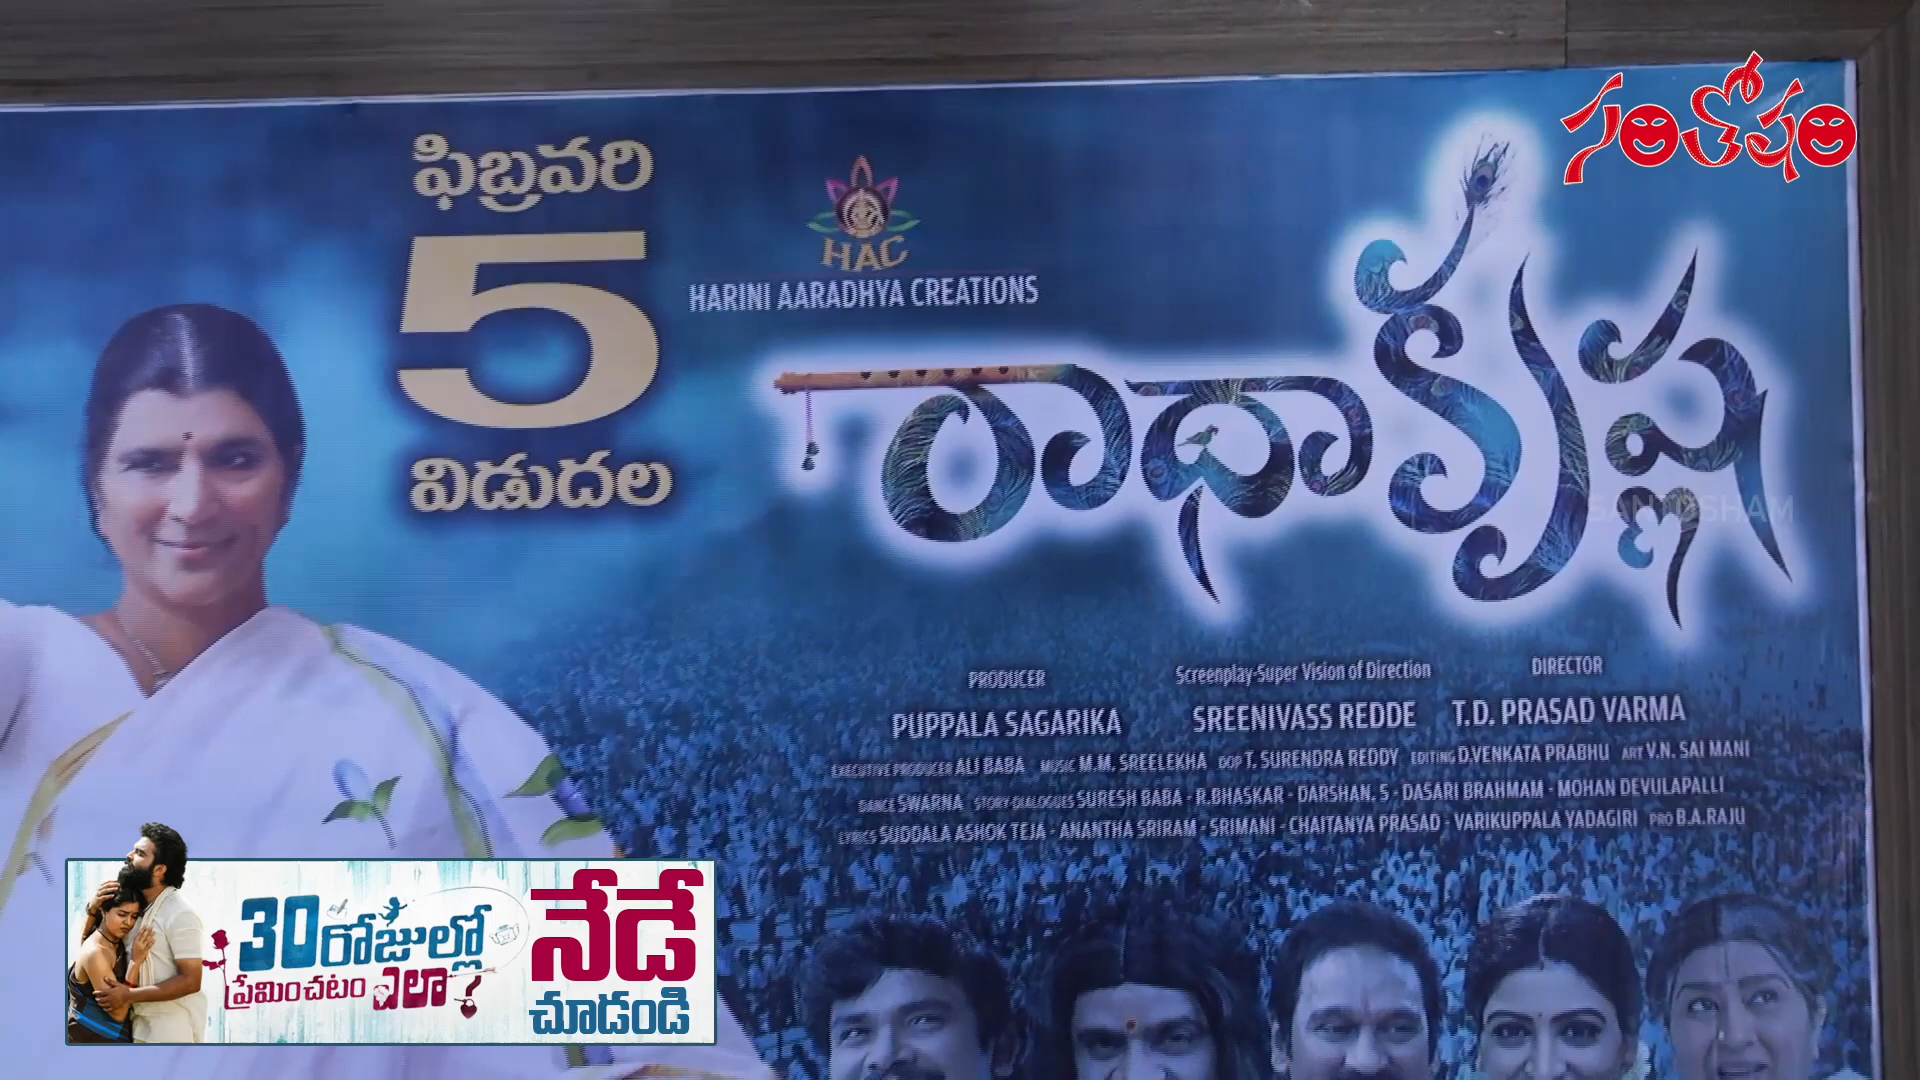 సంతోషం
ఫిబ్రవరి
5
విడుదల
HAC
HARINI AARADHYA CREATIONS
రాధాకృష్ణ
SANTOSHAM
PRODUCER
PUPPALA SAGARIKA
Screenplay-Super Vision of Direction
SREENIVASS REDDE
DIRECTOR
T.D. PRASAD VARMA
EXECUTIVE PRODUCER ALI BABA MUSIC M.M. SREELEKHA DOP T. SURENDRA REDDY EDITING D.VENKATA PRABHU ART V.N. SAI MANI
DANCE SWARNA STORY-DIALOGUES SURESH BABA - R.BHASKAR - DARSHAN. S - DASARI BRAHMAM - MOHAN DEVULAPALLI
LYRICS SUDDALA ASHOK TEJA - ANANTHA SRIRAM - SRIMANI - CHAITANYA PRASAD - VARIKUPPALA YADAGIRI PRO B.A.RAJU
30 రోజుల్లో
ప్రేమించటం ఎలా?
నేడే
చూడండి